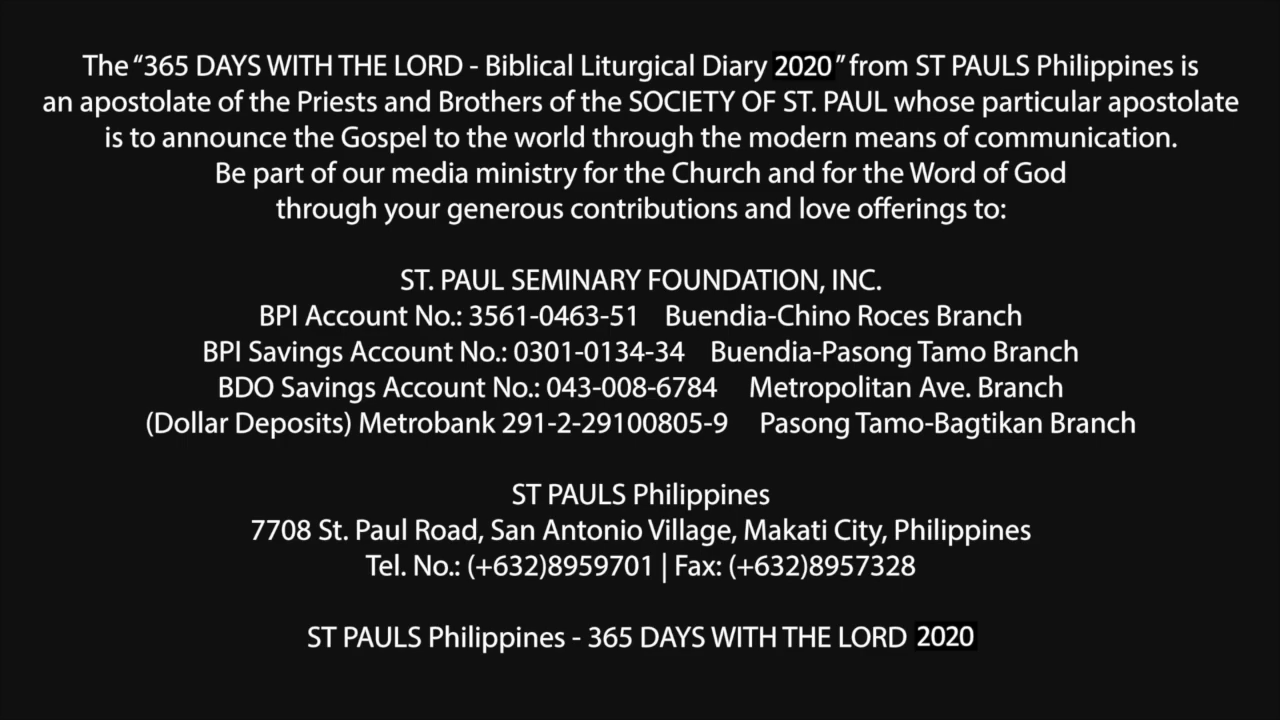 The “365 DAYS WITH THE LORD - Biblical Liturgical Diary 2020” from ST PAULS Philippines is
an apostolate of the Priests and Brothers of the SOCIETY OF ST. PAUL whose particular apostolate
is to announce the Gospel to the world through the modern means of communication.
Be part of our media ministry for the Church and for the Word of God
through your generous contributions and love offerings to:
ST. PAUL SEMINARY FOUNDATION, INC.
BPI Account No.: 3561-0463-51 Buendia-Chino Roces Branch
BPI Savings Account No.: 0301-0134-34 Buendia-Pasong Tamo Branch
BDO Savings Account No.: 043-008-6784 Metropolitan Ave. Branch
(Dollar Deposits) Metrobank 291-2-29100805-9 Pasong Tamo-Bagtikan Branch
ST PAULS Philippines
7708 St. Paul Road, San Antonio Village, Makati City, Philippines
Tel. No.: (+632)8959701 | Fax: (+632)8957328
ST PAULS Philippines - 365 DAYS WITH THE LORD 2020